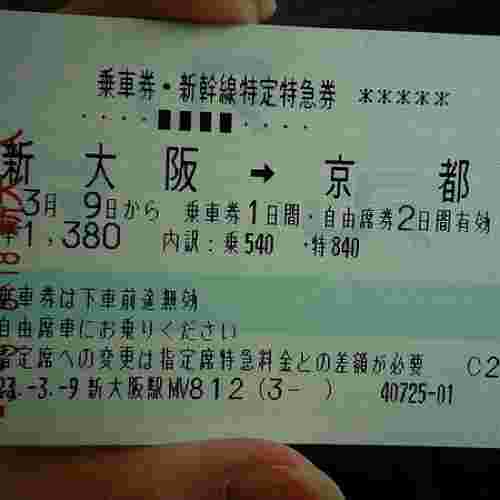 乗車券・新幹線特定特急券 *****
新大阪 → 京都
3月 9日から 乗車券1日間・自由席券2日間有効
1,380 内訳:乗540 ・特840
乗車券は下車前途無効
自由席車にお乗りください
指定席への変更は指定席特急料金との差額が必要 C2
-3.-9 新大阪駅MV812 (3- ) 40725-01